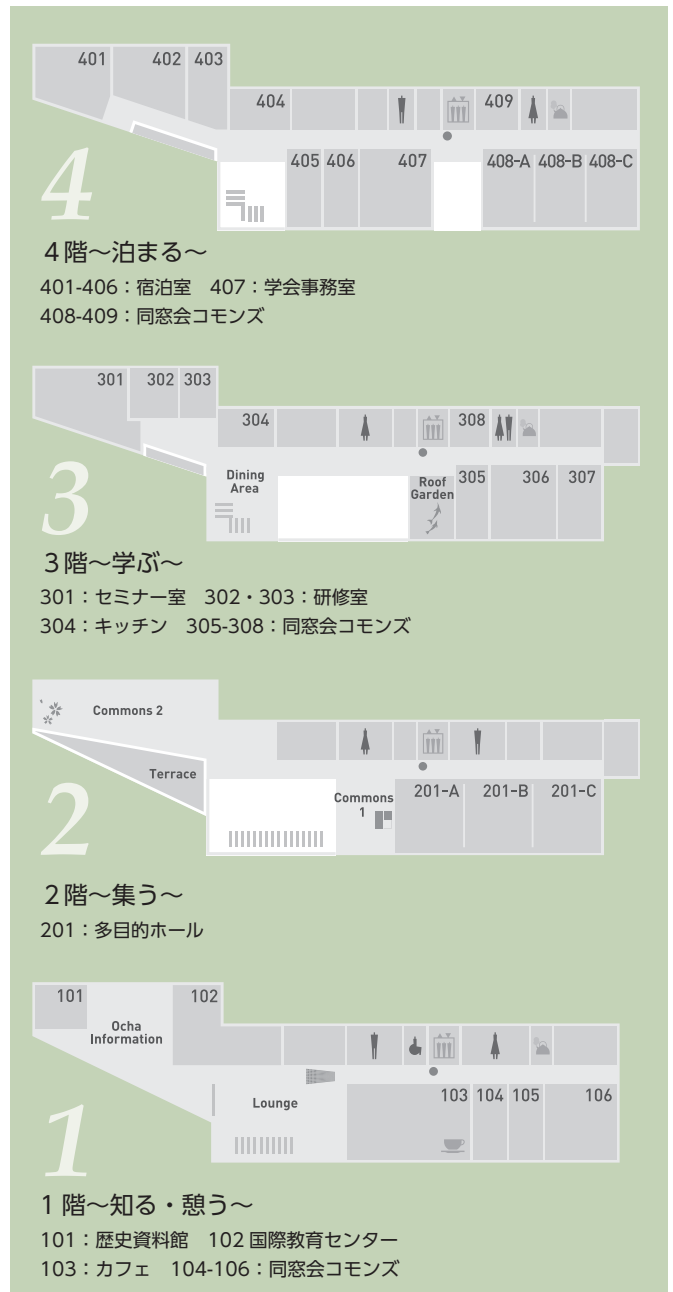 401 402 403
404 409
405 406 407 408-A 408-B 408-C
4
4階〜泊まる〜
401-406：宿泊室　407：学会事務室
408-409：同窓会コモンズ
301 302 303
304 308
Dining
Area
Roof
Garden
305 306 307
3
3階〜学ぶ〜
301：セミナー室　302・303：研修室
304：キッチン　305-308：同窓会コモンズ
Commons 2
Terrace
Commons
1
201-A 201-B 201-C
2
2階〜集う〜
201：多目的ホール
101 102
Ocha
Information
Lounge
103 104 105 106
1
1階〜知る・憩う〜
101：歴史資料館　102 国際教育センター
103：カフェ　104-106：同窓会コモンズ